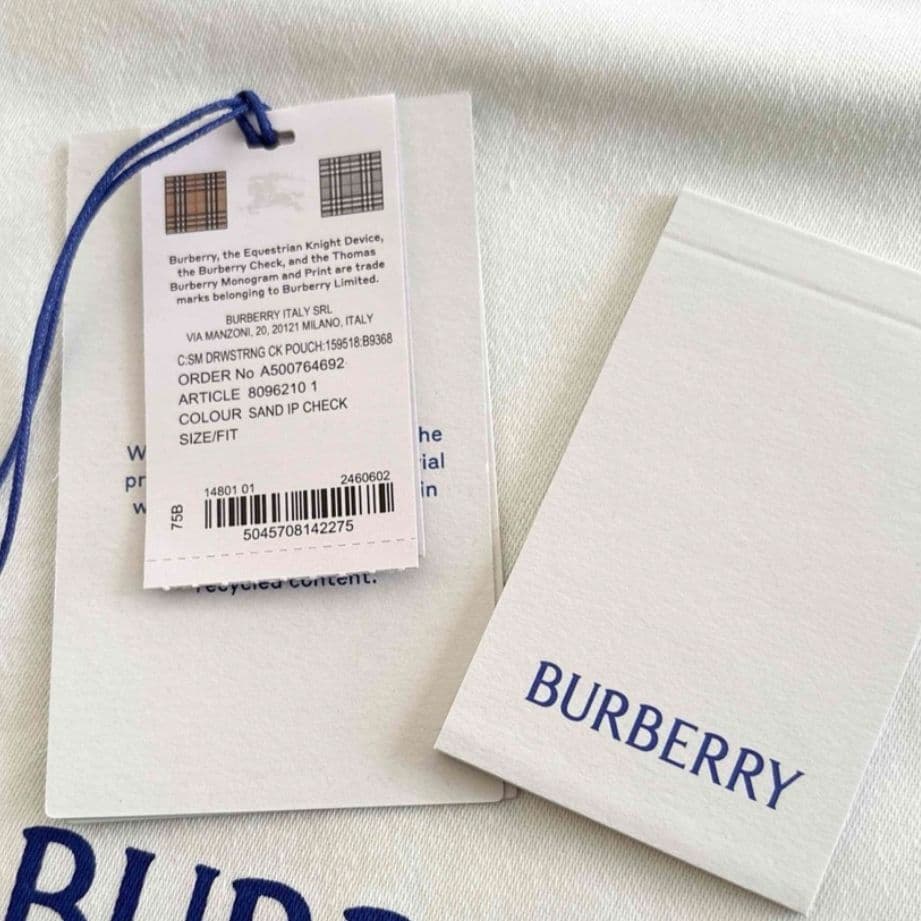 Burberry, the Equestrian Knight Device,
the Burberry Check, and the Thomas
Burberry Monogram and Print are trade
marks belonging to Burberry Limited.
BURBERRY ITALY SRL
VIA MANZONI, 20, 20121 MILANO, ITALY
C:SM DRWSTRNG CK POUCH:159518:B9368
ORDER No A500764692
ARTICLE 8096210 1
COLOUR SAND IP CHECK
SIZE/FIT
75B
14801 01 2460602
5045708142275
recycled content.
BURBERRY